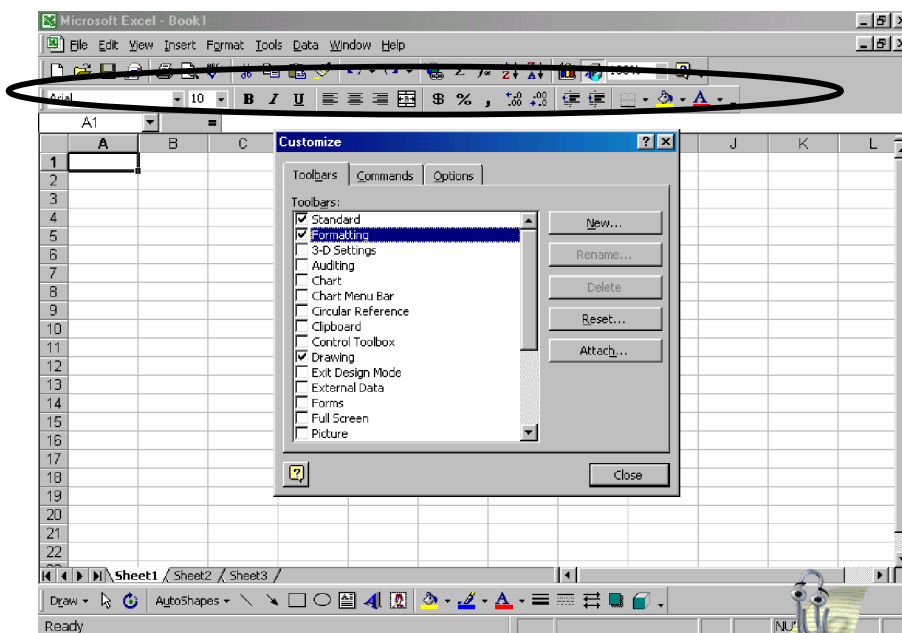 Microsoft Excel - Book1
File Edit View Insert Format Tools Data Window Help
Arial 10 B I U $ % ,
A1 =
A B C J K L
Customize
Toolbars Commands Options
Toolbars:
Standard
Formatting
3-D Settings
Auditing
Chart
Chart Menu Bar
Circular Reference
Clipboard
Control Toolbox
Drawing
Exit Design Mode
External Data
Forms
Full Screen
Picture
New...
Rename...
Delete
Reset...
Attach...
Close
1
2
3
4
5
6
7
8
9
10
11
12
13
14
15
16
17
18
19
20
21
22
Sheet1 Sheet2 Sheet3
Draw AutoShapes
Ready